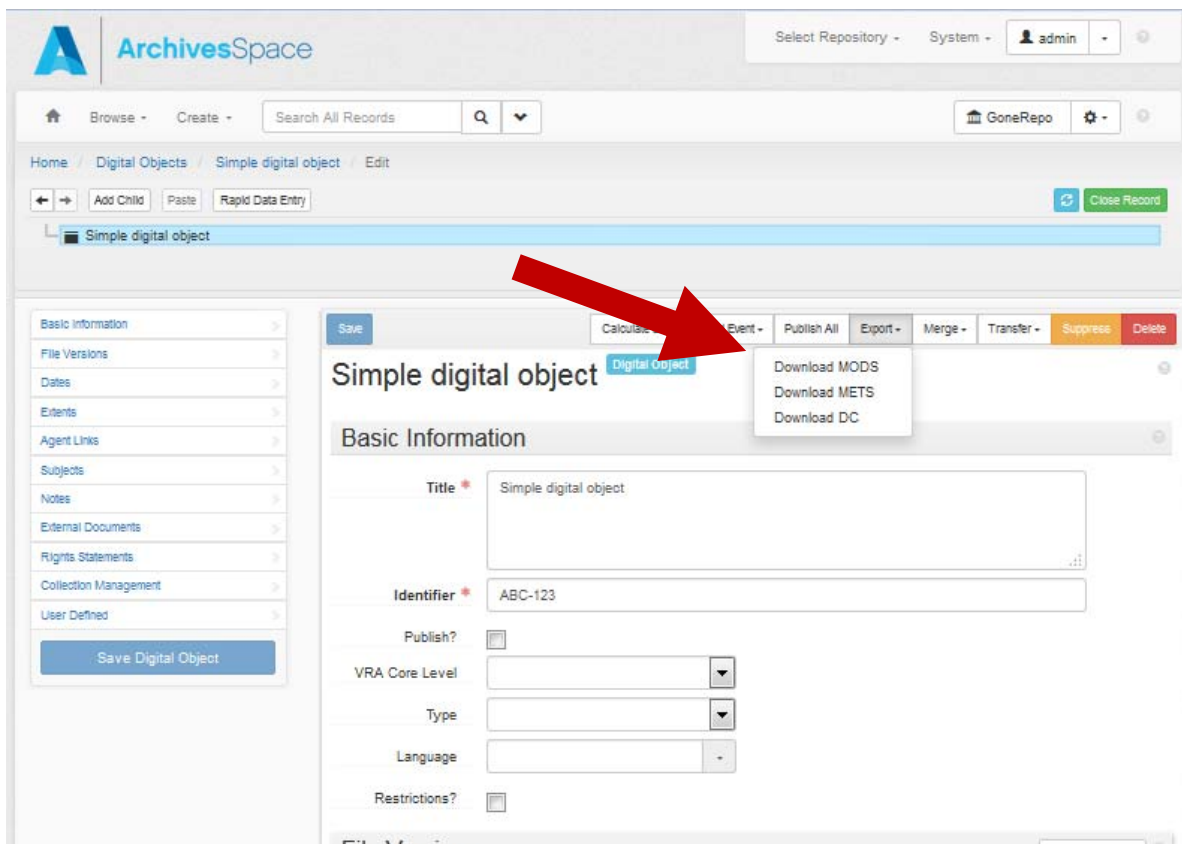 ArchivesSpace
Select Repository
System
admin
Browse
Create
Search All Records
GoneRepo
Home / Digital Objects / Simple digital object / Edit
Add Child
Paste
Rapid Data Entry
Close Record
Simple digital object
Basic Information
File Versions
Dates
Extents
Agent Links
Subjects
Notes
External Documents
Rights Statements
Collection Management
User Defined
Save Digital Object
Save
Calculate
Event
Publish All
Export
Merge
Transfer
Suppress
Delete
Download MODS
Download METS
Download DC
Simple digital object
Digital Object
Basic Information
Title *
Simple digital object
Identifier *
ABC-123
Publish?
VRA Core Level
Type
Language
Restrictions?